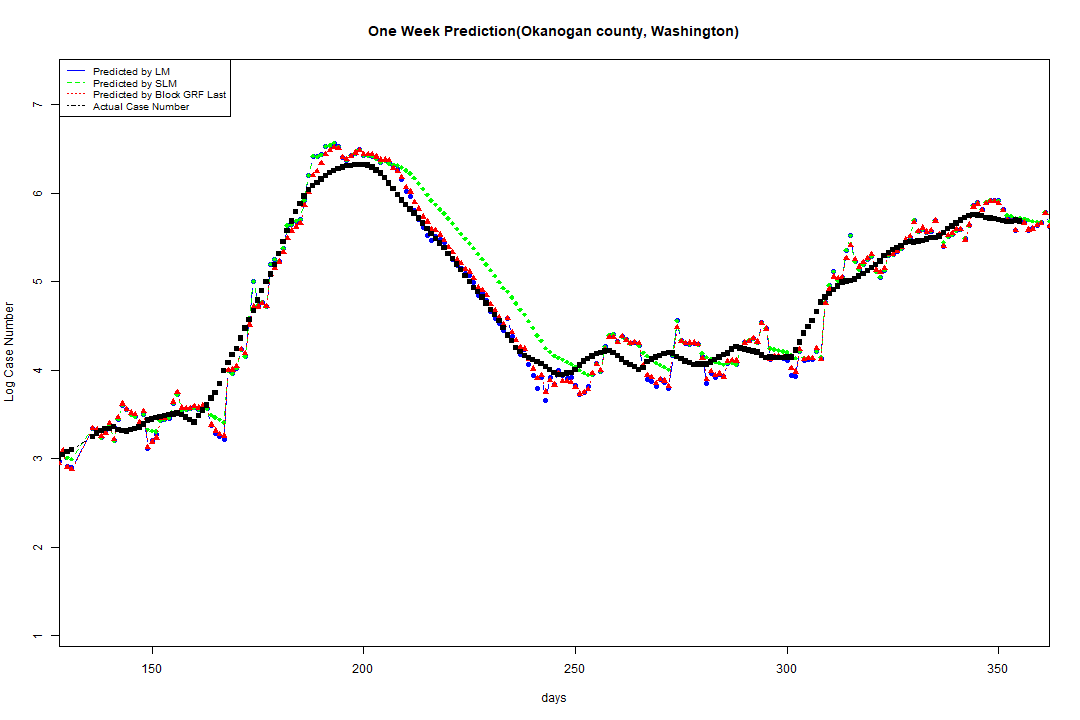 One Week Prediction(Okanogan county, Washington)
Predicted by LM
Predicted by SLM
Predicted by Block GRF Last
Actual Case Number
7
6
5
4
3
2
1
Log Case Number
150 200 250 300 350
days